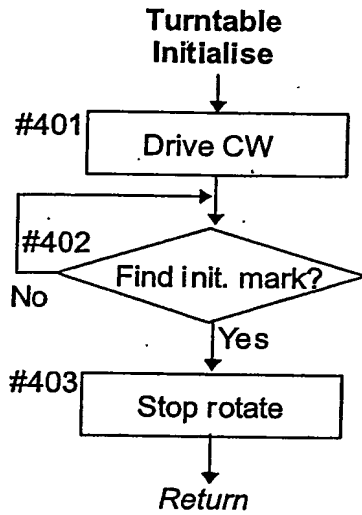 Turntable
Initialise
#401
Drive CW
#402
Find init. mark?
No
Yes
#403
Stop rotate
Return